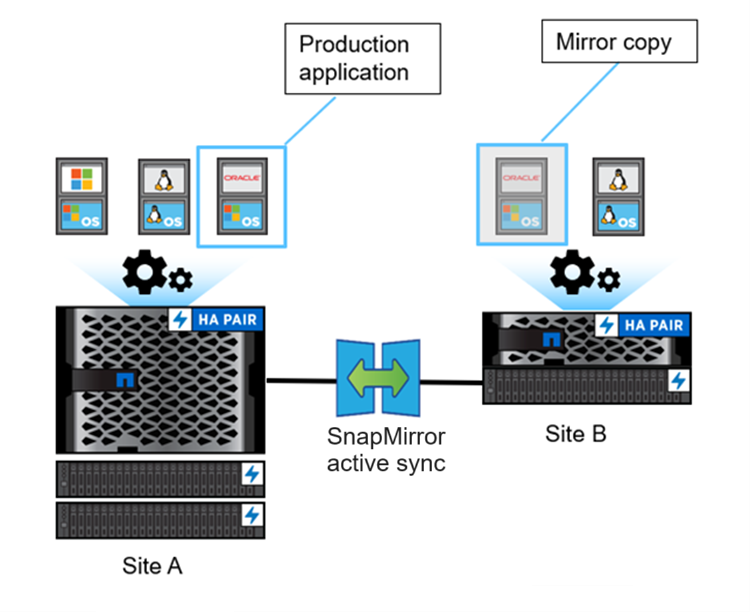 Production
application
Mirror copy
ORACLE
ORACLE
OS
OS
OS
OS
OS
HA PAIR
HA PAIR
SnapMirror
active sync
Site B
Site A